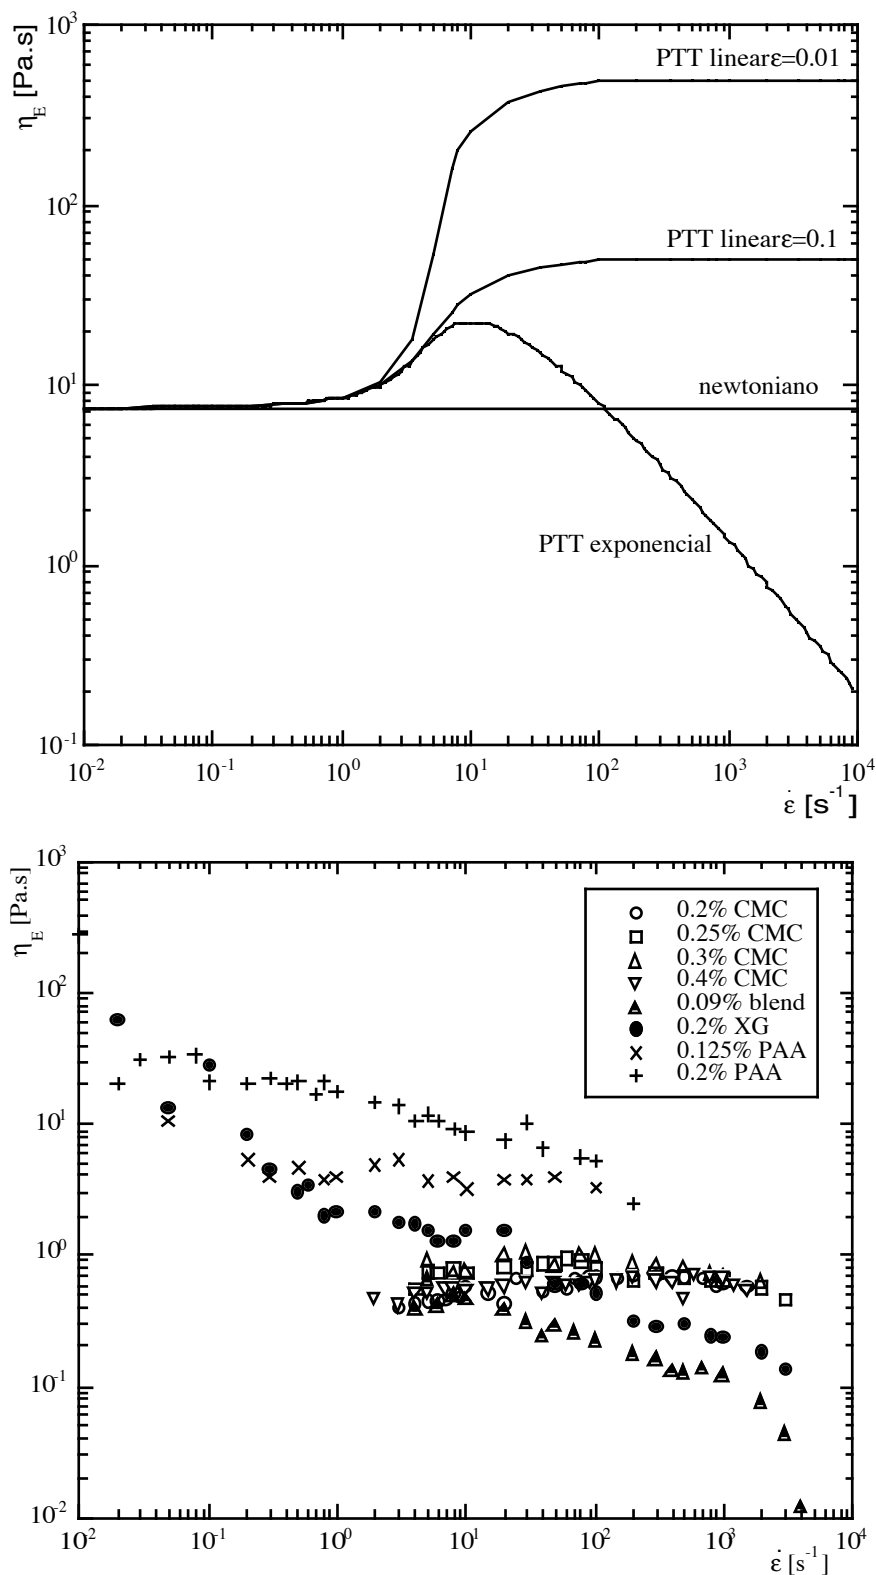 10³
η_E [Pa.s]
PTT linearε=0.01
10²
PTT linearε=0.1
10¹
newtoniano
PTT exponencial
10⁰
10⁻¹
10⁻² 10⁻¹ 10⁰ 10¹ 10² 10³ 10⁴
ε̇ [s⁻¹]
10³
η_E [Pa.s]
0.2% CMC
0.25% CMC
0.3% CMC
0.4% CMC
0.09% blend
0.2% XG
0.125% PAA
0.2% PAA
10²
10¹
10⁰
10⁻¹
10⁻²
10⁻² 10⁻¹ 10⁰ 10¹ 10² 10³ 10⁴
ε̇ [s⁻¹]